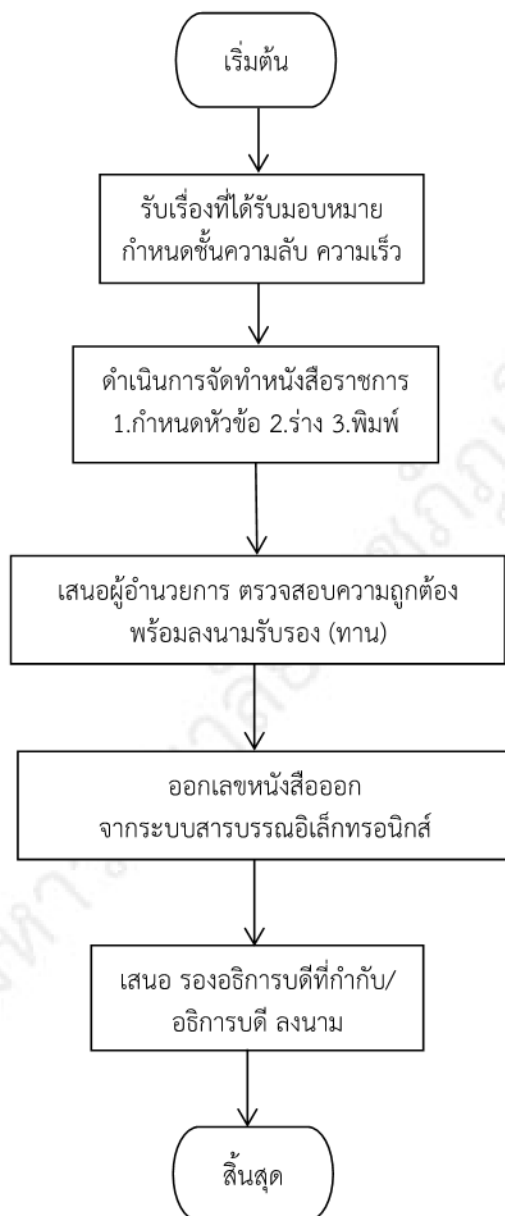 เริ่มต้น
รับเรื่องที่ได้รับมอบหมาย
กำหนดชั้นความลับ ความเร็ว
ดำเนินการจัดทำหนังสือราชการ
1.กำหนดหัวข้อ 2.ร่าง 3.พิมพ์
เสนอผู้อำนวยการ ตรวจสอบความถูกต้อง
พร้อมลงนามรับรอง (ทาน)
ออกเลขหนังสือออก
จากระบบสารบรรณอิเล็กทรอนิกส์
เสนอ รองอธิการบดีที่กำกับ/
อธิการบดี ลงนาม
สิ้นสุด